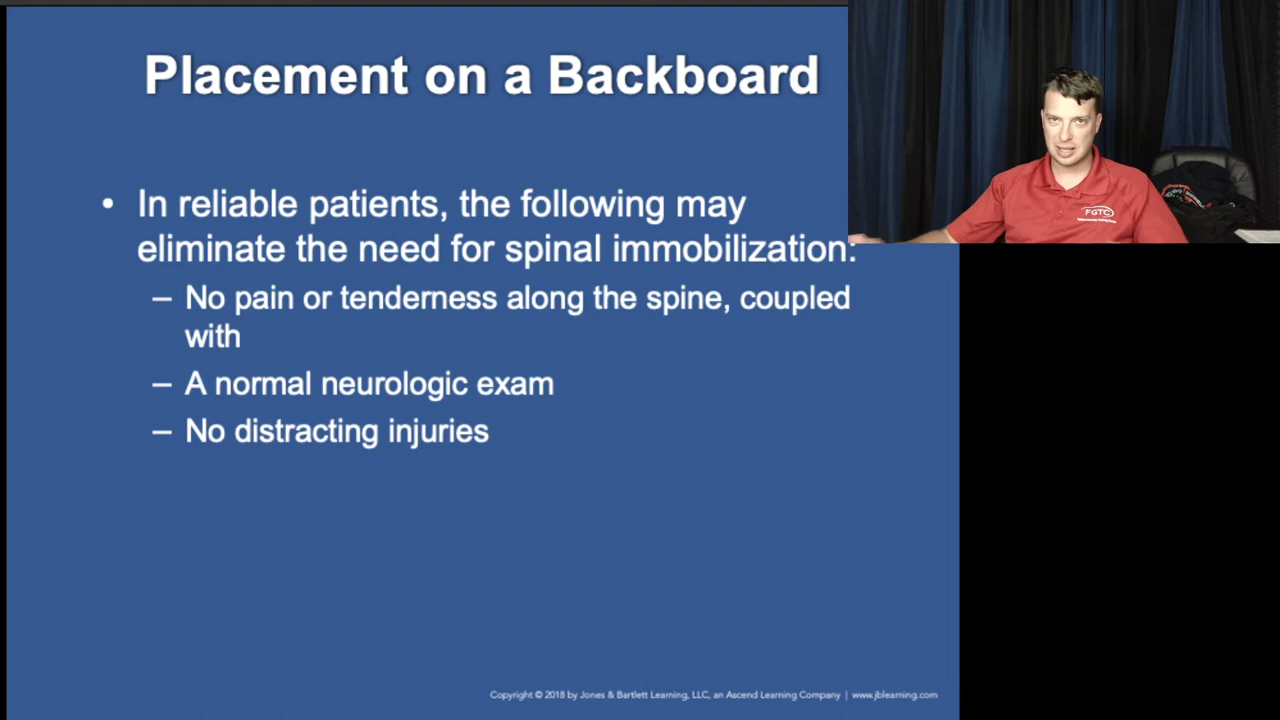 Placement on a Backboard
• In reliable patients, the following may
eliminate the need for spinal immobilization:
– No pain or tenderness along the spine, coupled
with
– A normal neurologic exam
– No distracting injuries
FGTC
Copyright © 2018 by Jones & Bartlett Learning, LLC, an Ascend Learning Company | www.jblearning.com